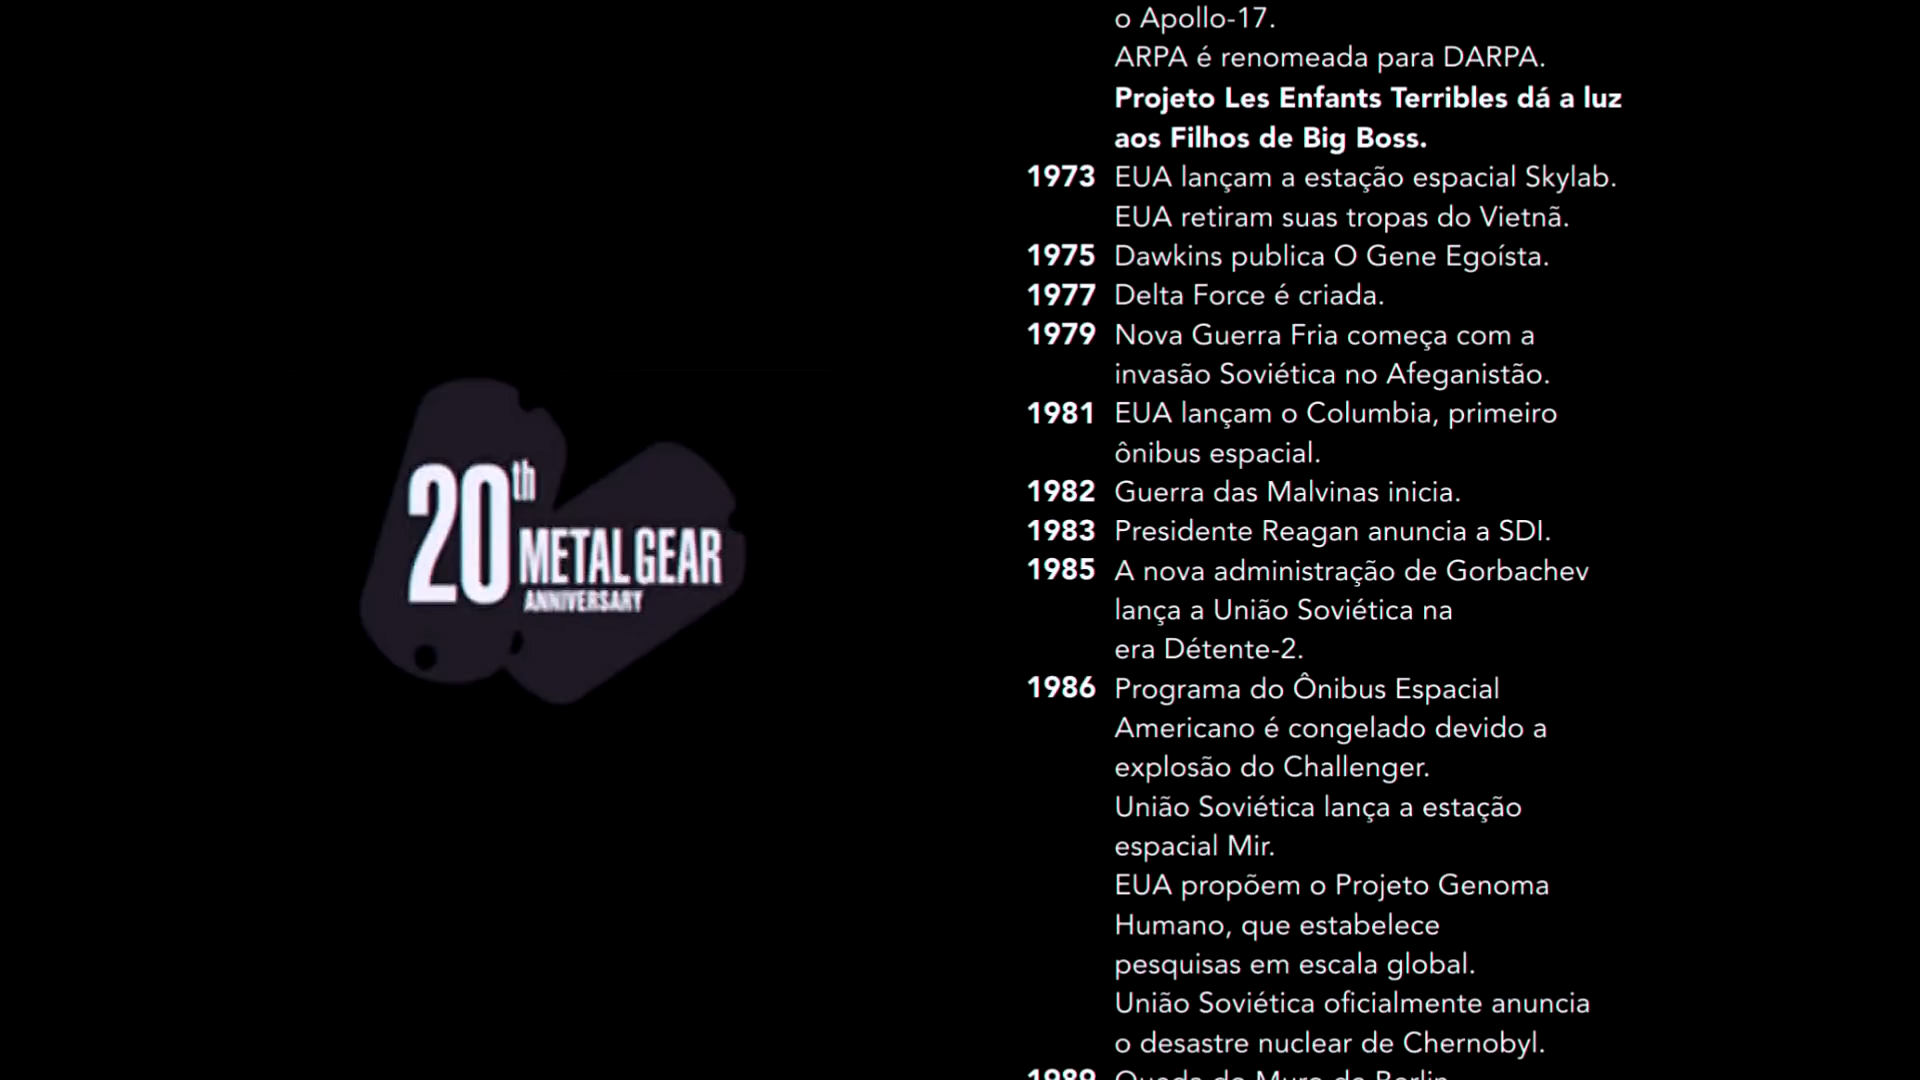 20th
METAL GEAR
ANNIVERSARY
o Apollo-17.
ARPA é renomeada para DARPA.
Projeto Les Enfants Terribles dá a luz
aos Filhos de Big Boss.
1973 EUA lançam a estação espacial Skylab.
EUA retiram suas tropas do Vietnã.
1975 Dawkins publica O Gene Egoísta.
1977 Delta Force é criada.
1979 Nova Guerra Fria começa com a
invasão Soviética no Afeganistão.
1981 EUA lançam o Columbia, primeiro
ônibus espacial.
1982 Guerra das Malvinas inicia.
1983 Presidente Reagan anuncia a SDI.
1985 A nova administração de Gorbachev
lança a União Soviética na
era Détente-2.
1986 Programa do Ônibus Espacial
Americano é congelado devido a
explosão do Challenger.
União Soviética lança a estação
espacial Mir.
EUA propõem o Projeto Genoma
Humano, que estabelece
pesquisas em escala global.
União Soviética oficialmente anuncia
o desastre nuclear de Chernobyl.
1989 Queda do Muro de Berlin